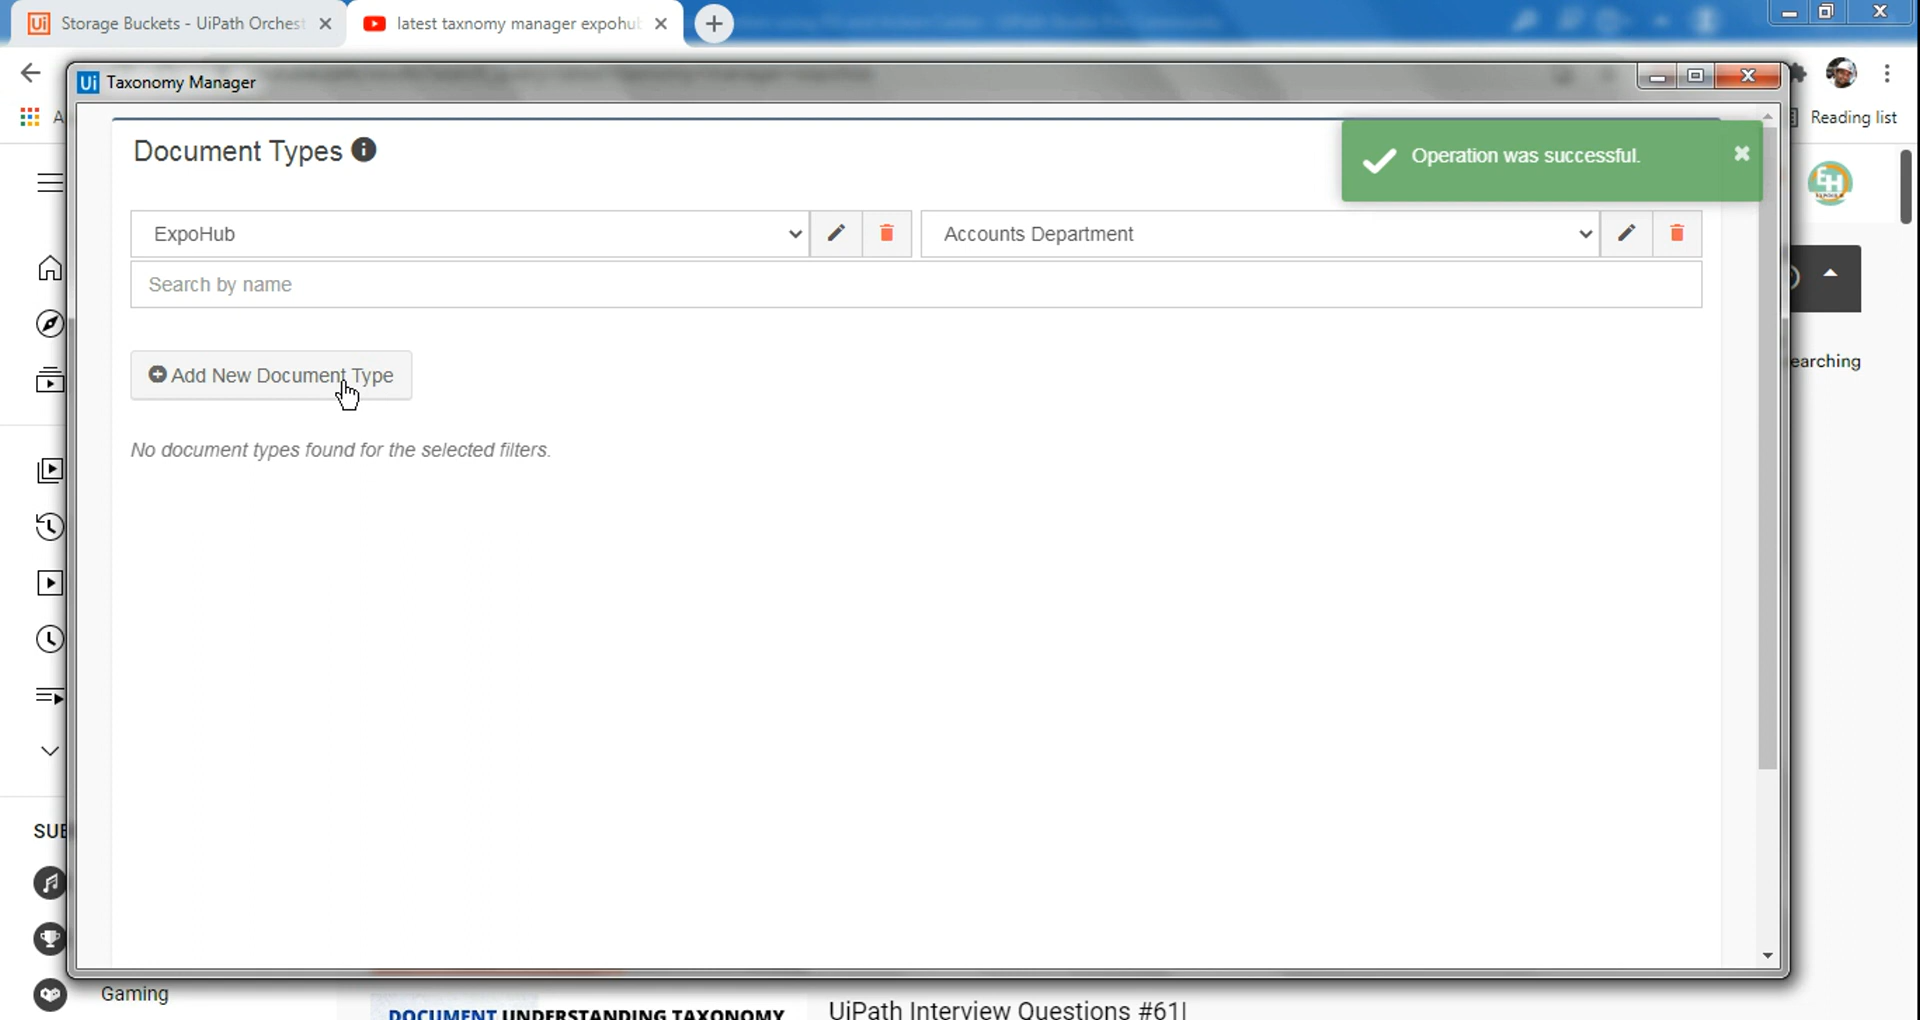 Storage Buckets - UiPath Orchest
latest taxnomy manager expohu
Taxonomy Manager
Reading list
Document Types
Operation was successful.
ExpoHub
Accounts Department
Search by name
Add New Document Type
earching
No document types found for the selected filters.
SUB
Gaming
DOCUMENT UNDERSTANDING TAXONOMY
UiPath Interview Questions #61|